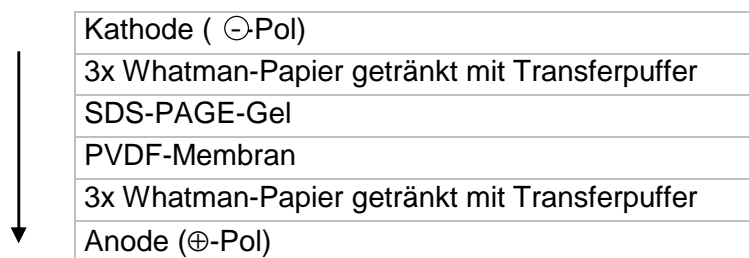 Kathode ( ⊖-Pol)
3x Whatman-Papier getränkt mit Transferpuffer
SDS-PAGE-Gel
PVDF-Membran
3x Whatman-Papier getränkt mit Transferpuffer
Anode (⊕-Pol)